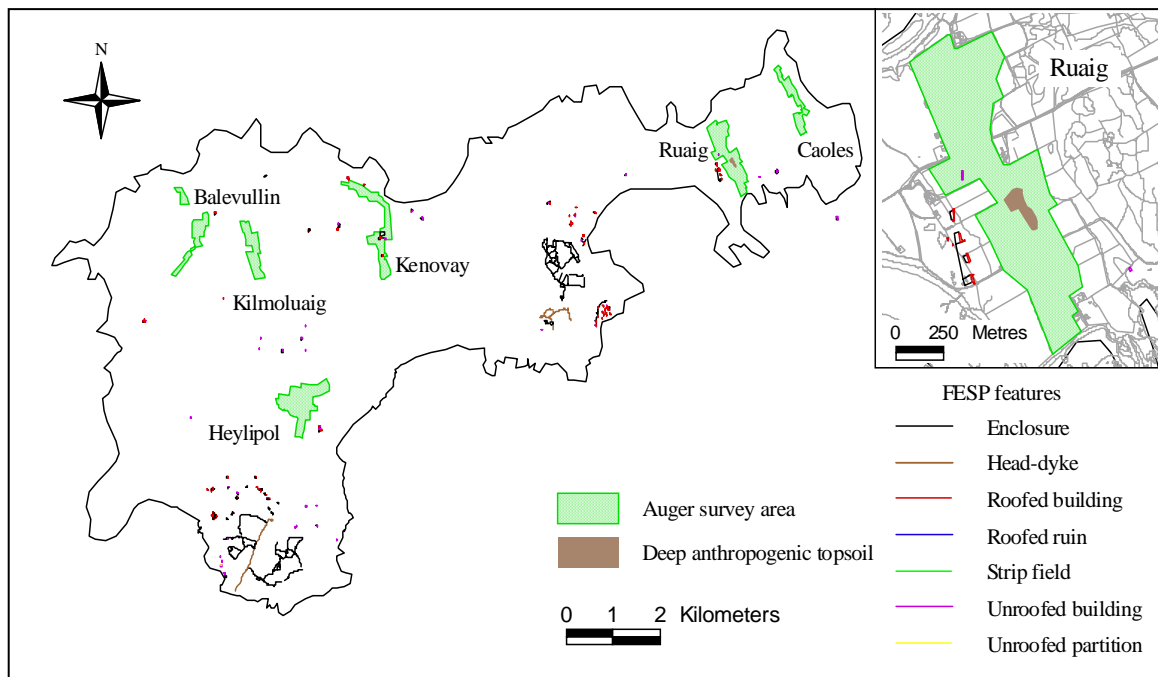 N
Ruaig
Ruaig
Caoles
Balevullin
Kenovay
Kilmoluaig
0 250 Metres
Heylipol
FESP features
Enclosure
Head-dyke
Roofed building
Roofed ruin
Strip field
Unroofed building
Unroofed partition
Auger survey area
Deep anthropogenic topsoil
0 1 2 Kilometers